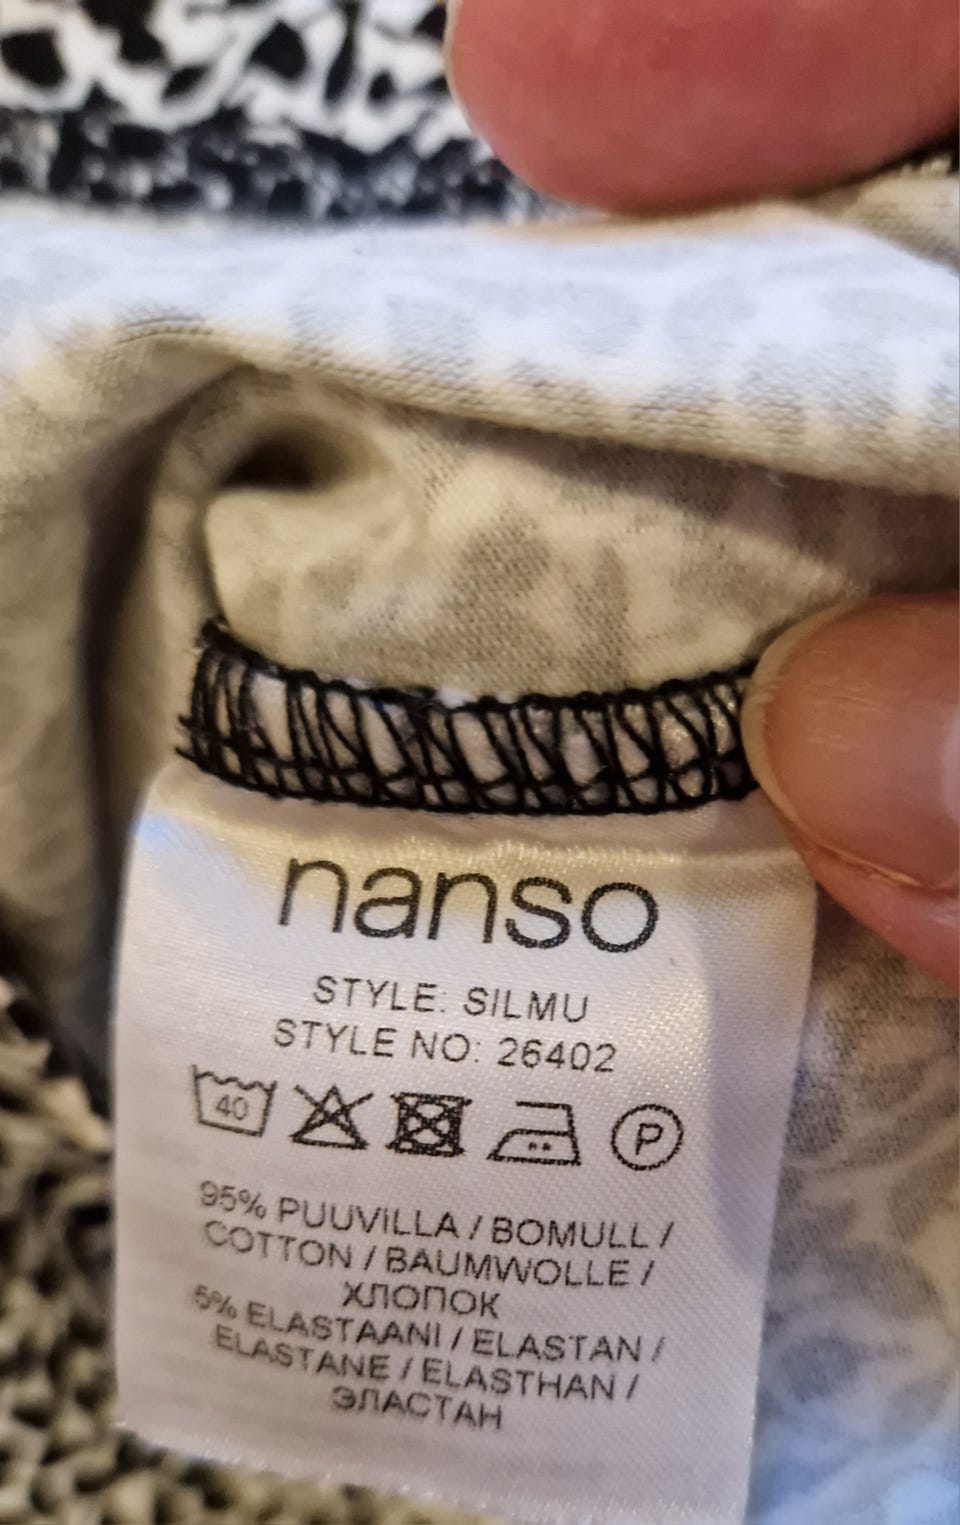 nanso
STYLE: SILMU
STYLE NO: 26402
40 P
95% PUUVILLA / BOMULL /
COTTON / BAUMWOLLE /
ХЛОПОК
5% ELASTAANI / ELASTAN /
ELASTANE / ELASTHAN /
ЭЛАСТАН